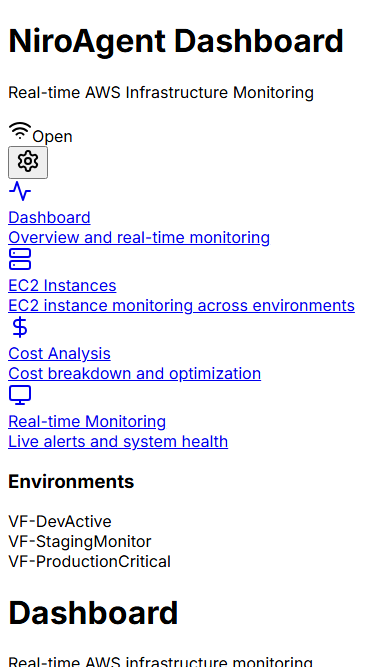 NiroAgent Dashboard
Real-time AWS Infrastructure Monitoring
Open
Dashboard
Overview and real-time monitoring
EC2 Instances
EC2 instance monitoring across environments
Cost Analysis
Cost breakdown and optimization
Real-time Monitoring
Live alerts and system health
Environments
VF-DevActive
VF-StagingMonitor
VF-ProductionCritical
Dashboard
Real-time AWS infrastructure monitoring